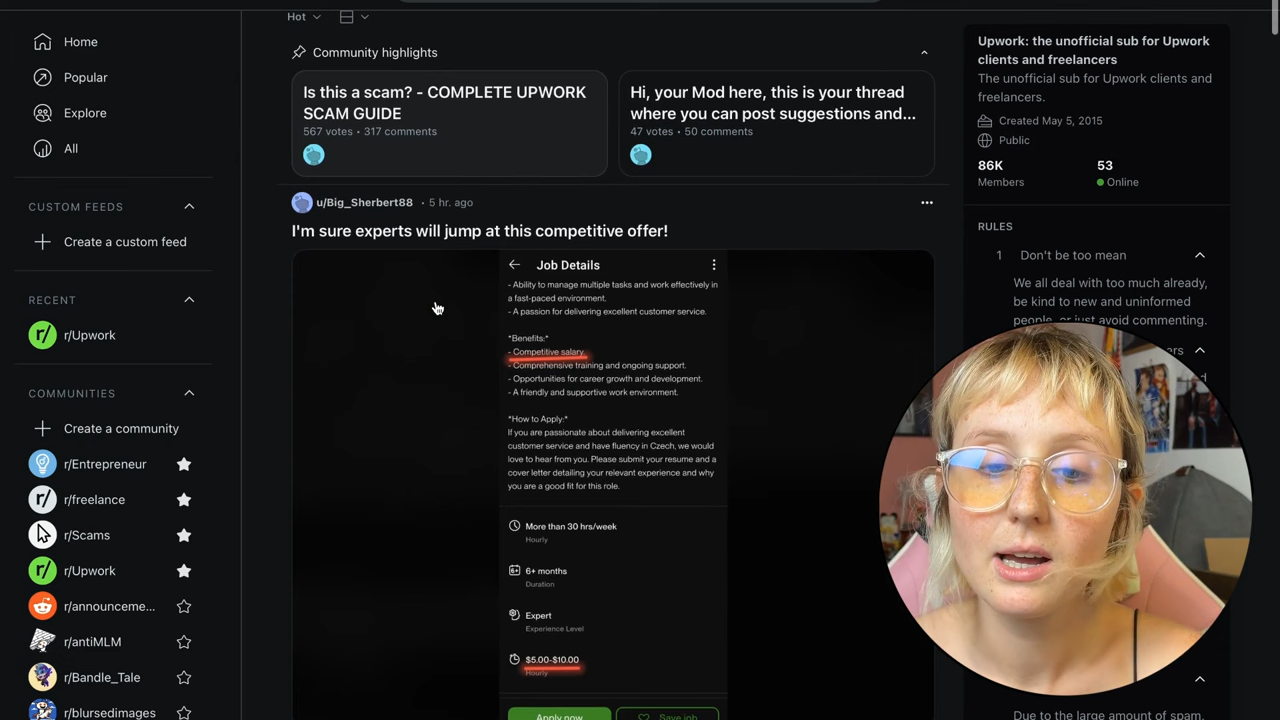 Home
Popular
Explore
All
CUSTOM FEEDS
Create a custom feed
RECENT
r/Upwork
COMMUNITIES
Create a community
r/Entrepreneur
r/freelance
r/Scams
r/Upwork
r/announceme...
r/antiMLM
r/Bandle_Tale
r/blursedimages
Hot
Community highlights
Is this a scam? - COMPLETE UPWORK
SCAM GUIDE
567 votes • 317 comments
Hi, your Mod here, this is your thread
where you can post suggestions and...
47 votes • 50 comments
u/Big_Sherbert88 • 5 hr. ago
I'm sure experts will jump at this competitive offer!
Job Details
- Ability to manage multiple tasks and work effectively in
a fast-paced environment.
- A passion for delivering excellent customer service.
*Benefits:*
- Competitive salary.
- Comprehensive training and ongoing support.
- Opportunities for career growth and development.
- A friendly and supportive work environment.
*How to Apply:*
If you are passionate about delivering excellent
customer service and have fluency in Czech, we would
love to hear from you. Please submit your resume and a
cover letter detailing your relevant experience and why
you are a good fit for this role.
More than 30 hrs/week
Hourly
6+ months
Duration
Expert
Experience Level
$5.00-$10.00
Hourly
Apply now
Save job
Upwork: the unofficial sub for Upwork
clients and freelancers
The unofficial sub for Upwork clients and
freelancers.
Created May 5, 2015
Public
86K
Members
53
Online
RULES
1 Don't be too mean
We all deal with too much already,
be kind to new and uninformed
people, or just avoid commenting.
Due to the large amount of spam,